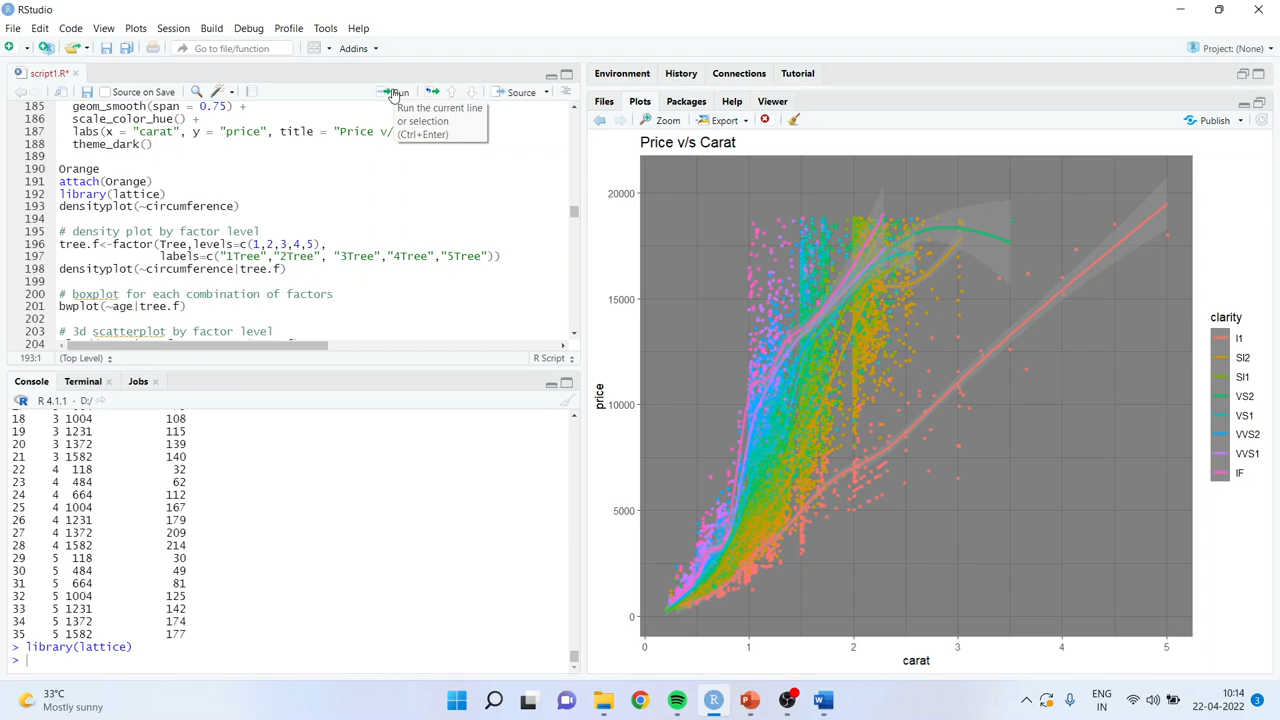 RStudio
File Edit Code View Plots Session Build Debug Profile Tools Help
Go to file/function
Addins
Project: (None)
script1.R*
Source on Save
Run
Source
Run the current line
or selection
(Ctrl+Enter)
185 geom_smooth(span = 0.75) +
186 scale_color_hue() +
187 labs(x = "carat", y = "price", title = "Price v/
188 theme_dark()
189
190 Orange
191 attach(Orange)
192 library(lattice)
193 densityplot(~circumference)
194
195 # density plot by factor level
196 tree.f<-factor(Tree,levels=c(1,2,3,4,5),
197 labels=c("1Tree","2Tree", "3Tree","4Tree","5Tree"))
198 densityplot(~circumference|tree.f)
199
200 # boxplot for each combination of factors
201 bwplot(~age|tree.f)
202
203 # 3d scatterplot by factor level
204
193:1 (Top Level) R Script
Console Terminal Jobs
R 4.1.1 · D:/
18 3 1004 108
19 3 1231 115
20 3 1372 139
21 3 1582 140
22 4 118 32
23 4 484 62
24 4 664 112
25 4 1004 167
26 4 1231 179
27 4 1372 209
28 4 1582 214
29 5 118 30
30 5 484 49
31 5 664 81
32 5 1004 125
33 5 1231 142
34 5 1372 174
35 5 1582 177
> library(lattice)
>
Environment History Connections Tutorial
Files Plots Packages Help Viewer
Zoom Export Publish
Price v/s Carat
20000
15000
10000
5000
0
price
0 1 2 3 4 5
carat
clarity
I1
SI2
SI1
VS2
VS1
VVS2
VVS1
IF
33°C
Mostly sunny
ENG
IN
10:14
22-04-2022
3